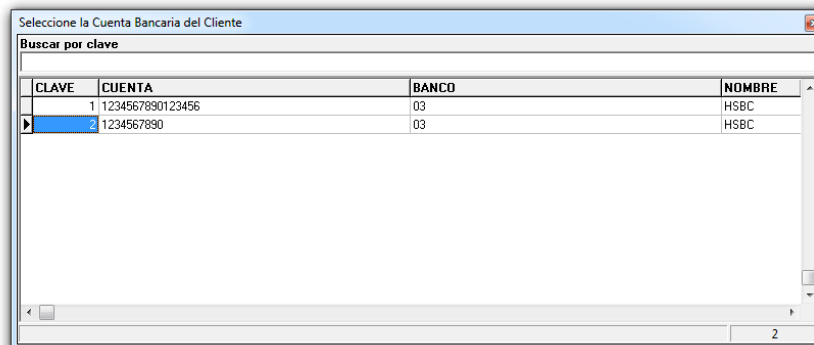 Seleccione la Cuenta Bancaria del Cliente
Buscar por clave
CLAVE CUENTA BANCO NOMBRE
1 1234567890123456 03 HSBC
2 1234567890 03 HSBC
2